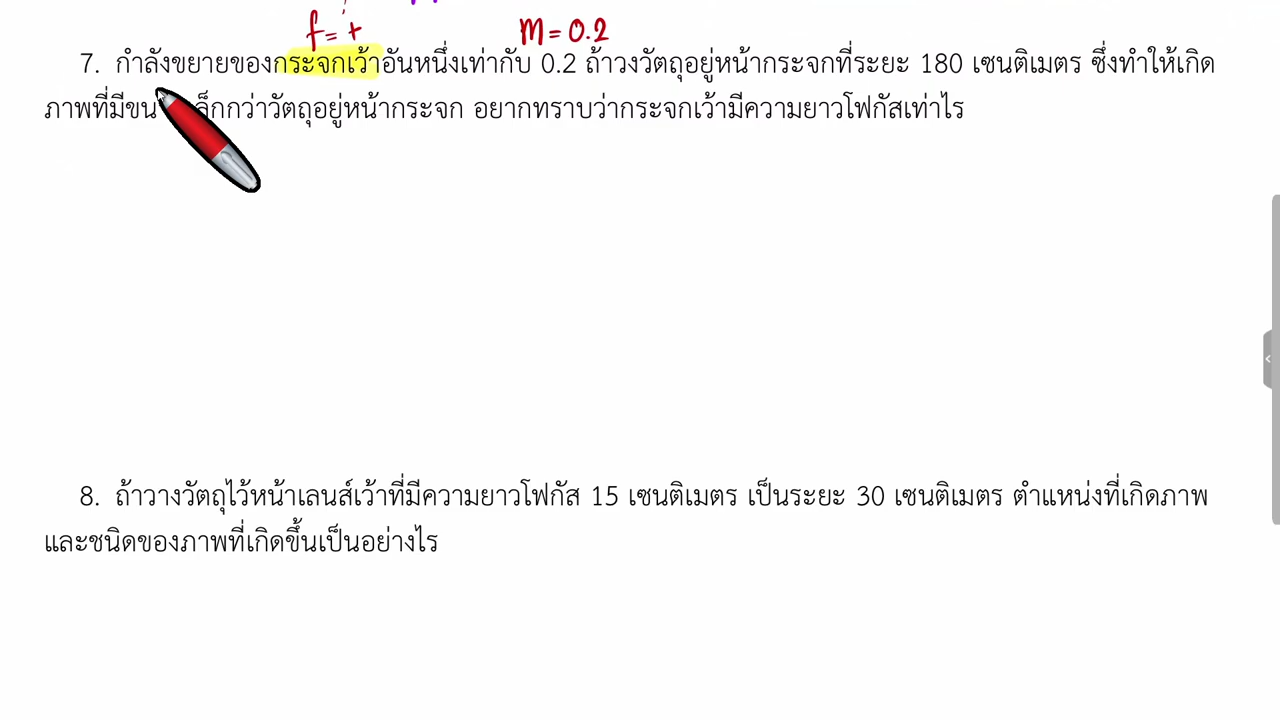 f = +
m = 0.2
7. กำลังขยายของกระจกเว้าอันหนึ่งเท่ากับ 0.2 ถ้าวงวัตถุอยู่หน้ากระจกที่ระยะ 180 เซนติเมตร ซึ่งทำให้เกิด
ภาพที่มีขน ล็กกว่าวัตถุอยู่หน้ากระจก อยากทราบว่ากระจกเว้ามีความยาวโฟกัสเท่าไร
8. ถ้าวางวัตถุไว้หน้าเลนส์เว้าที่มีความยาวโฟกัส 15 เซนติเมตร เป็นระยะ 30 เซนติเมตร ตำแหน่งที่เกิดภาพ
และชนิดของภาพที่เกิดขึ้นเป็นอย่างไร